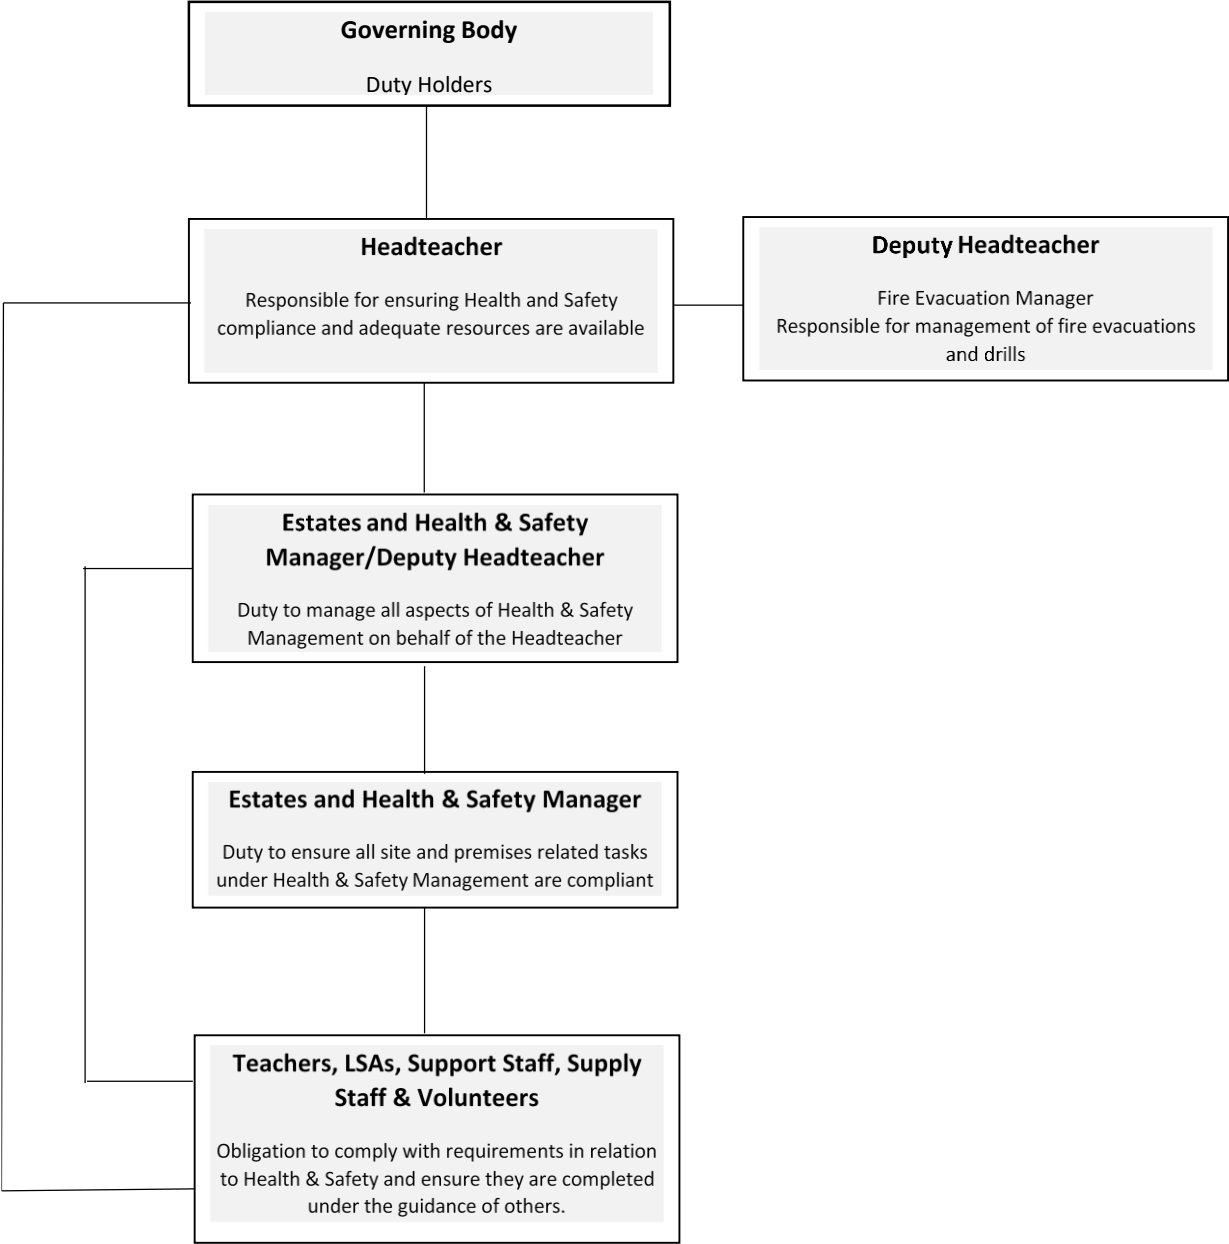 Governing Body
Duty Holders
Headteacher
Responsible for ensuring Health and Safety
compliance and adequate resources are available
Deputy Headteacher
Fire Evacuation Manager
Responsible for management of fire evacuations
and drills
Estates and Health & Safety
Manager/Deputy Headteacher
Duty to manage all aspects of Health & Safety
Management on behalf of the Headteacher
Estates and Health & Safety Manager
Duty to ensure all site and premises related tasks
under Health & Safety Management are compliant
Teachers, LSAs, Support Staff, Supply
Staff & Volunteers
Obligation to comply with requirements in relation
to Health & Safety and ensure they are completed
under the guidance of others.